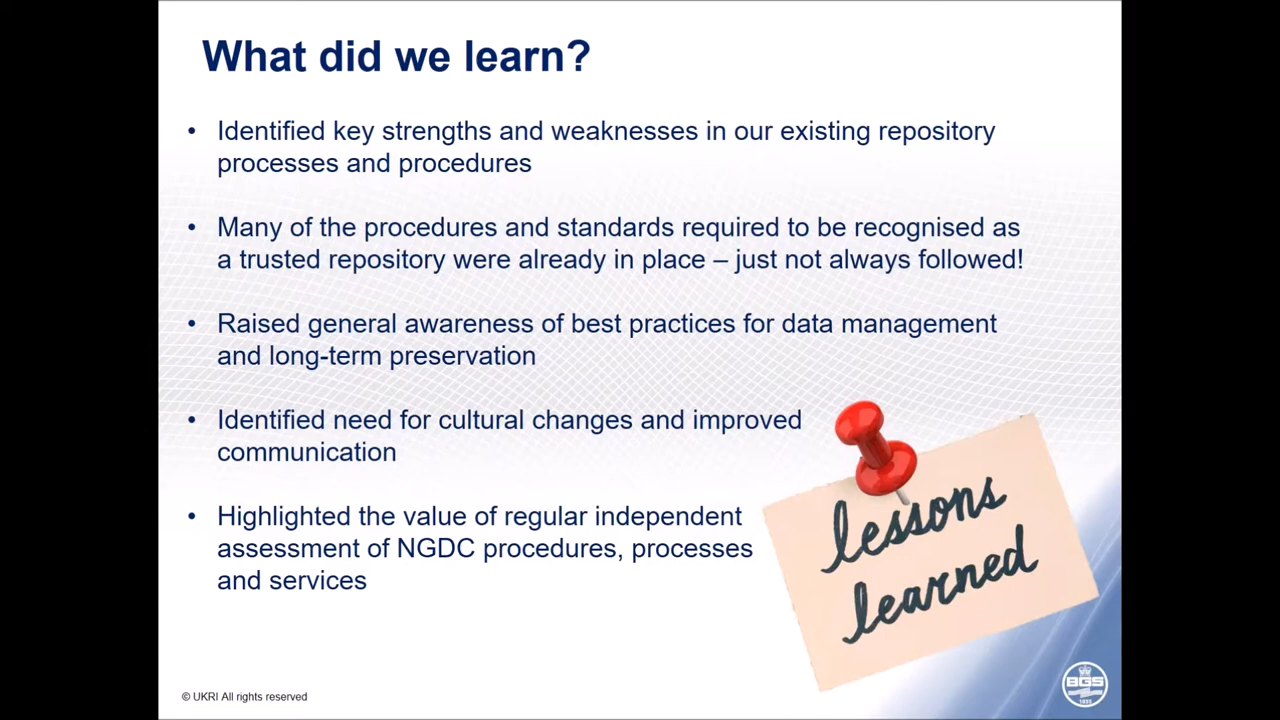 What did we learn?
• Identified key strengths and weaknesses in our existing repository
processes and procedures
• Many of the procedures and standards required to be recognised as
a trusted repository were already in place – just not always followed!
• Raised general awareness of best practices for data management
and long-term preservation
• Identified need for cultural changes and improved
communication
• Highlighted the value of regular independent
assessment of NGDC procedures, processes
and services
lessons
learned
© UKRI All rights reserved
BGS
1835